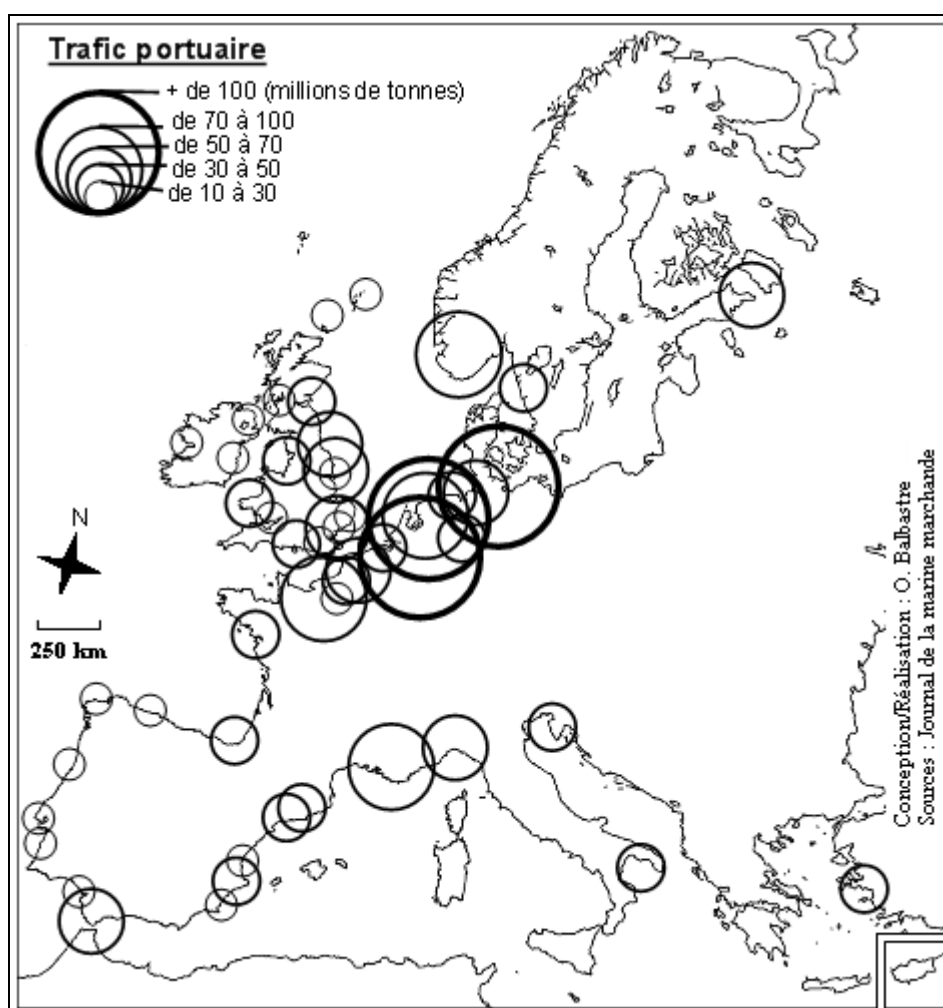 Trafic portuaire
+ de 100 (millions de tonnes)
de 70 à 100
de 50 à 70
de 30 à 50
de 10 à 30
N
250 km
Conception/Réalisation : O. Balbastre
Sources : Journal de la marine marchande